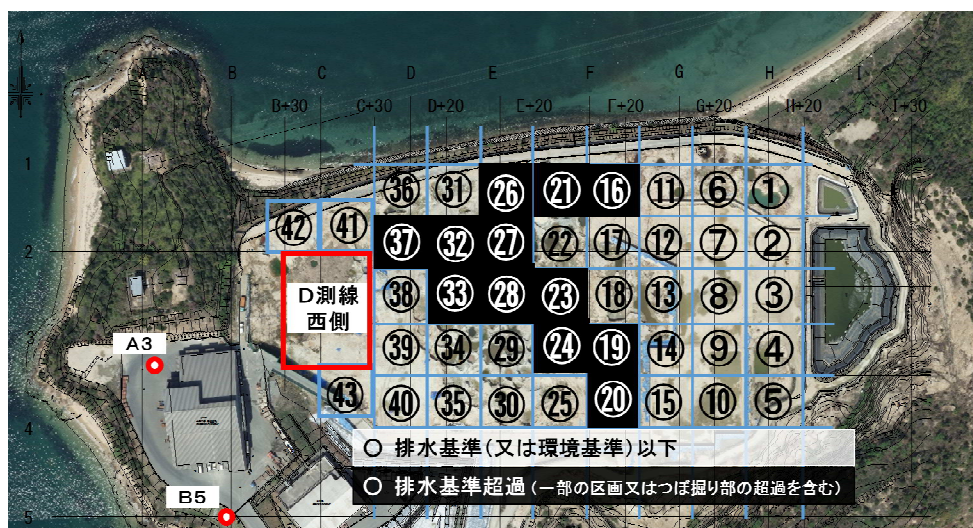 A B C D E F G H I
B+30 C+30 D+20 E+20 F+20 G+20 H+20 I+30
1
㊱ ㉛ ㉖ ㉑ ⑯ ⑪ ⑥ ①
㊷ ㊶
㊲ ㉜ ㉗ ㉒ ⑰ ⑫ ⑦ ②
2
D測線
西側
㊳ ㉝ ㉘ ㉓ ⑱ ⑬ ⑧ ③
3
A3
㊴ ㉞ ㉙ ㉔ ⑲ ⑭ ⑨ ④
㊸ ㊵ ㉟ ㉚ ㉕ ⑳ ⑮ ⑩ ⑤
4
○ 排水基準(又は環境基準)以下
○ 排水基準超過(一部の区画又はつぼ掘り部の超過を含む)
B5
5